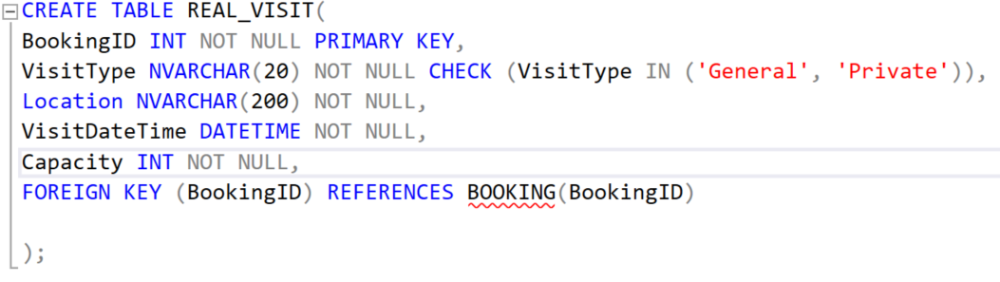 CREATE TABLE REAL_VISIT(
BookingID INT NOT NULL PRIMARY KEY,
VisitType NVARCHAR(20) NOT NULL CHECK (VisitType IN ('General', 'Private')),
Location NVARCHAR(200) NOT NULL,
VisitDateTime DATETIME NOT NULL,
Capacity INT NOT NULL,
FOREIGN KEY (BookingID) REFERENCES BOOKING(BookingID)
);